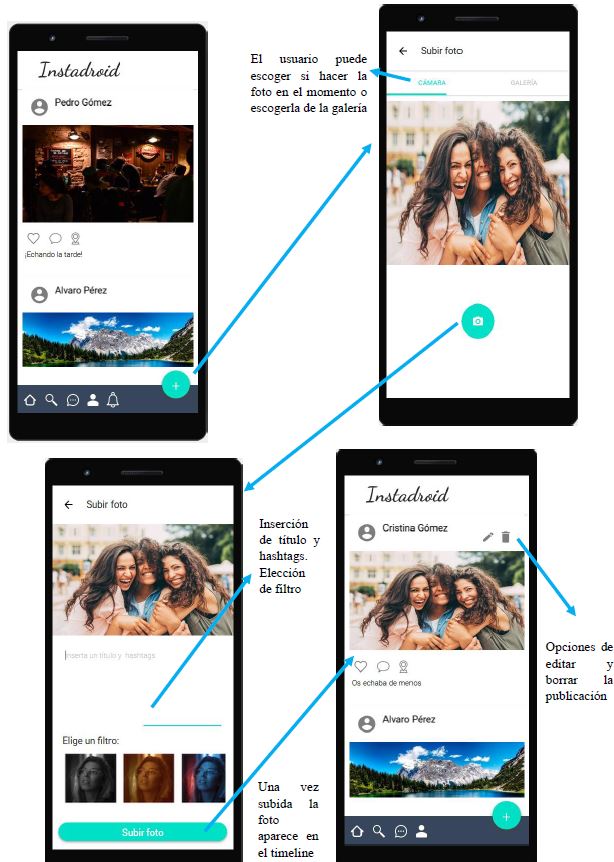 Instadroid
Pedro Gómez
¡Echando la tarde!
Alvaro Pérez
+
El usuario puede
escoger si hacer la
foto en el momento o
escogerla de la galería
Subir foto
CÁMARA GALERÍA
Subir foto
Inserta un título y hashtags
Elige un filtro:
Subir foto
Inserción
de título y
hashtags.
Elección
de filtro
Una vez
subida la
foto
aparece en
el timeline
Instadroid
Cristina Gómez
Os echaba de menos
Alvaro Pérez
+
Opciones de
editar y
borrar la
publicación